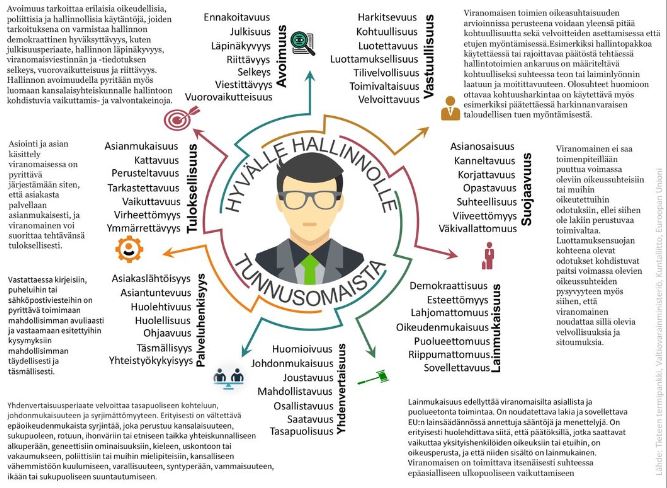 Avoimuus tarkoittaa erilaisia oikeudellisia,
poliittisia ja hallinnollisia käytäntöjä, joiden
tarkoituksena on varmistaa hallinnon
demokraattinen hyväksyttävyys, kuten
julkisuusperiaate, hallinnon läpinäkyvyys,
viranomaisviestinnän ja -tiedotuksen
selkeys, vuorovaikutteisuus ja riittävyys.
Hallinnon avoimuudella pyritään myös
luomaan kansalaisyhteiskunnalle hallintoon
kohdistuvia vaikuttamis- ja valvontakeinoja.
Ennakoitavuus
Julkisuus
Läpinäkyvyys
Riittävyys
Selkeys
Viestittävyys
Vuorovaikutteisuus
Avoimuus
Harkitsevuus
Kohtuullisuus
Luotettavuus
Luottamuksellisuus
Tilivelvollisuus
Toimivaltaisuus
Velvoittavuus
Vastuullisuus
Viranomaisen toimien oikeasuhtaisuuden
arvioinnissa perusteena voidaan yleensä pitää
kohtuullisuutta sekä velvoitteiden asettamisessa että
etujen myöntämisessä.Esimerkiksi hallintopakkoa
käytettäessä tai rajoittavaa päätöstä tehtäessä
hallintotoimien ankaruus on määriteltävä
kohtuulliseksi suhteessa teon tai laiminlyönnin
laatuun ja moitittavuuteen. Olosuhteet huomioon
ottavaa kohtuusharkintaa on käytettävä myös
esimerkiksi päätettäessä harkinnanvaraisen
taloudellisen tuen myöntämisestä.
HYVÄLLE HALLINNOLLE
TUNNUSOMAISTA
Asiointi ja asian
käsittely
viranomaisessa on
pyrittävä
järjestämään siten,
että asiakasta
palvellaan
asianmukaisesti, ja
viranomainen voi
suorittaa tehtävänsä
tuloksellisesti.
Asianmukaisuus
Kattavuus
Perusteltavuus
Tarkastettavuus
Vaikuttavuus
Virheettömyys
Ymmärrettävyys
Tuloksellisuus
Asianosaisuus
Kanneltavuus
Korjattavuus
Opastavuus
Suhteellisuus
Viiveettömyys
Väkivallattomuus
Suojaavuus
Viranomainen ei saa
toimenpiteillään
puuttua voimassa
oleviin oikeussuhteisiin
tai muihin
oikeutettuihin
odotuksiin, ellei siihen
ole lakiin perustuvaa
toimivaltaa.
Luottamuksensuojan
kohteena olevat
odotukset kohdistuvat
paitsi voimassa olevien
oikeussuhteiden
pysyvyyteen myös
siihen, että
viranomainen
noudattaa sillä olevia
velvollisuuksia ja
sitoumuksia.
Vastattaessa kirjeisiin,
puheluihin tai
sähköpostiviesteihin on
pyrittävä toimimaan
mahdollisimman avuliaasti
ja vastaamaan esitettyihin
kysymyksiin
mahdollisimman
täydellisesti ja
täsmällisesti.
Asiakaslähtöisyys
Asiantuntevuus
Huolehtivuus
Huolellisuus
Ohjaavuus
Täsmällisyys
Yhteistyökykyisyys
Palveluhenkisyys
Huomioivuus
Johdonmukaisuus
Joustavuus
Mahdollistavuus
Osallistavuus
Saatavuus
Tasapuolisuus
Yhdenvertaisuus
Demokraattisuus
Esteettömyys
Lahjomattomuus
Oikeudenmukaisuus
Puolueettomuus
Riippumattomuus
Sovellettavuus
Lainmukaisuus
Yhdenvertaisuusperiaate velvoittaa tasapuoliseen kohteluun,
johdonmukaisuuteen ja syrjimättömyyteen. Erityisesti on vältettävä
epäoikeudenmukaista syrjintää, joka perustuu kansalaisuuteen,
sukupuoleen, rotuun, ihonväriin tai etniseen taikka yhteiskunnalliseen
alkuperään, geneettisiin ominaisuuksiin, kieleen, uskontoon tai
vakaumukseen, poliittisiin tai muihin mielipiteisiin, kansalliseen
vähemmistöön kuulumiseen, varallisuuteen, syntyperään, vammaisuuteen,
ikään tai sukupuoliseen suuntautumiseen.
Lainmukaisuus edellyttää viranomaisilta asiallista ja
puolueetonta toimintaa. On noudatettava lakia ja sovellettava
EU:n lainsäädännössä annettuja sääntöjä ja menettelyjä. On
erityisesti huolehdittava siitä, että päätöksillä, jotka saattavat
vaikuttaa yksityishenkilöiden oikeuksiin tai etuihin, on
oikeusperusta, ja että niiden sisältö on lainmukainen.
Viranomaisen on toimittava itsenäisesti suhteessa
epäasialliseen ulkopuoliseen vaikuttamiseen
Lähde: Tieteen termipankki, Valtiovarainministeriö, Kuntaliitto, Euroopan Unioni